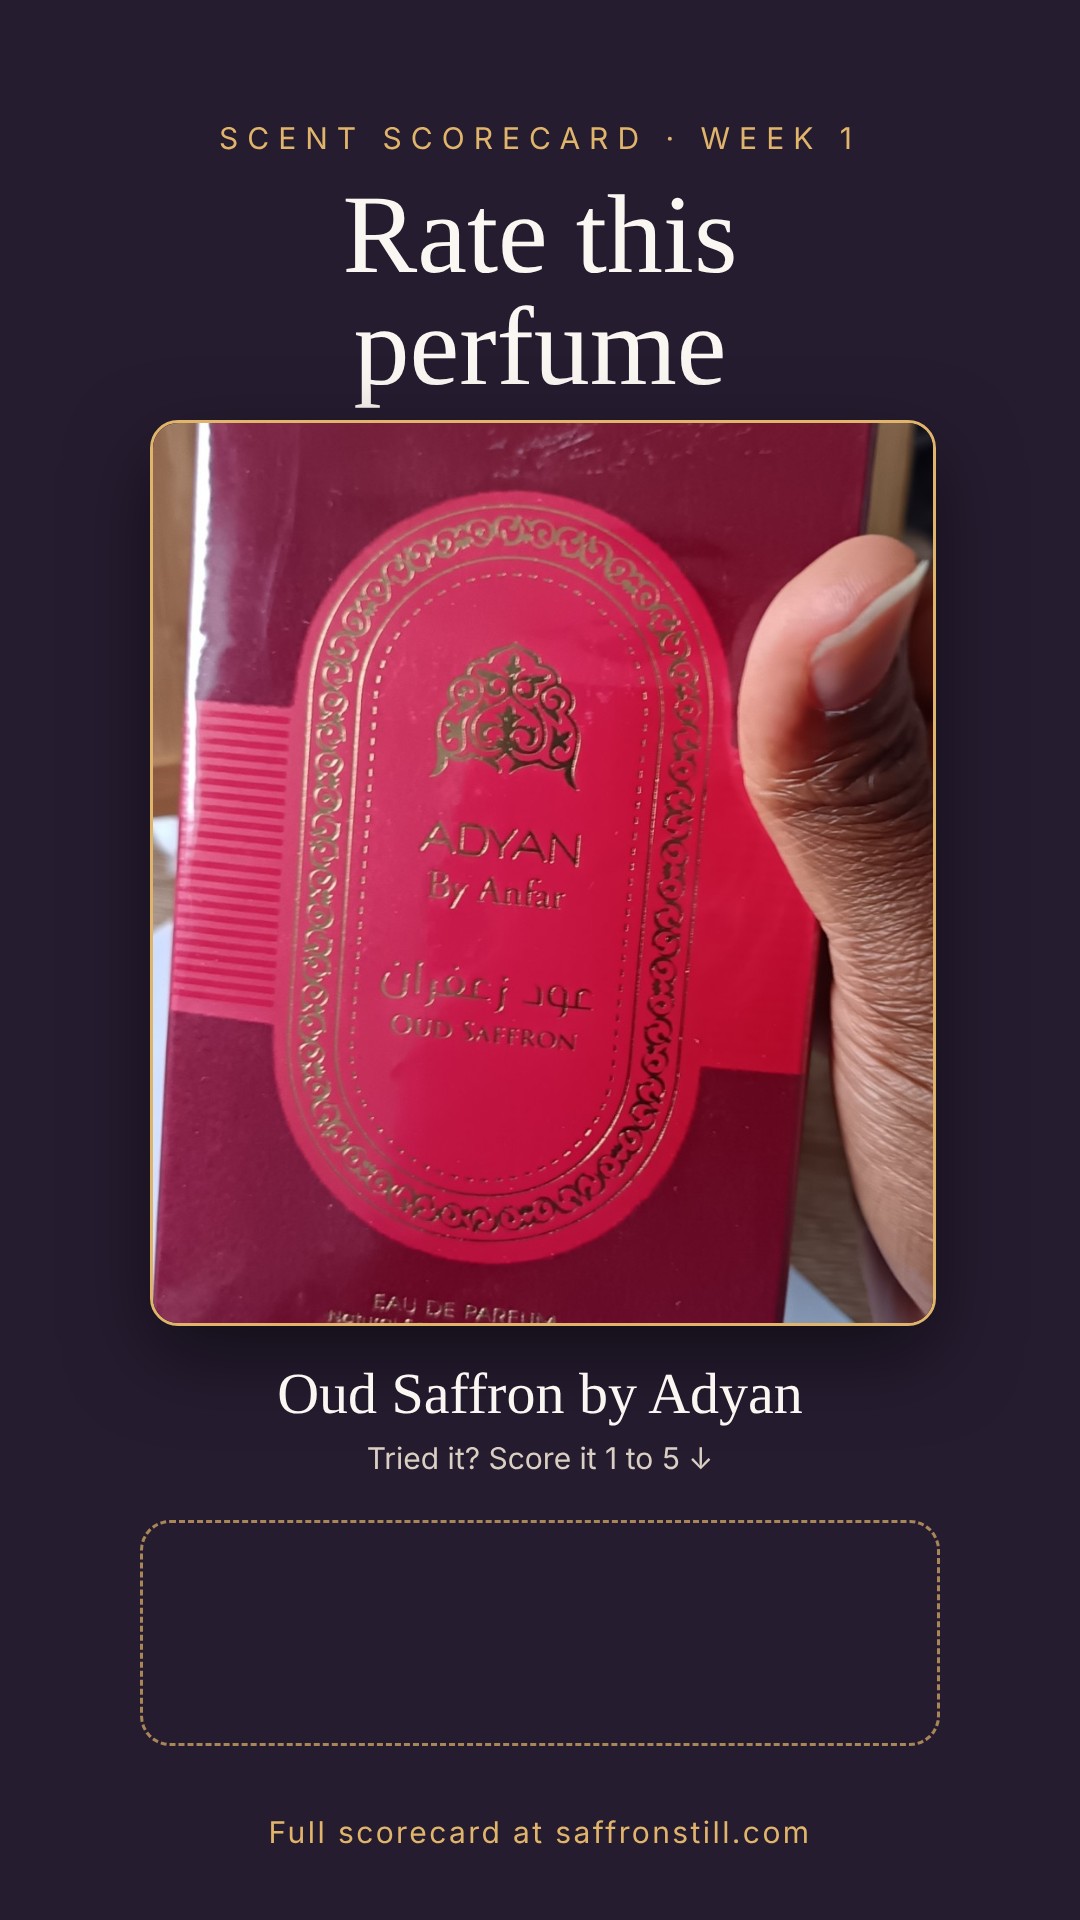 SCENT SCORECARD · WEEK 1
Rate this
perfume
ADYAN
By Anfar
عود زعفران
OUD SAFFRON
EAU DE PARFUM
Natural
Oud Saffron by Adyan
Tried it? Score it 1 to 5 ↓
Full scorecard at saffronstill.com